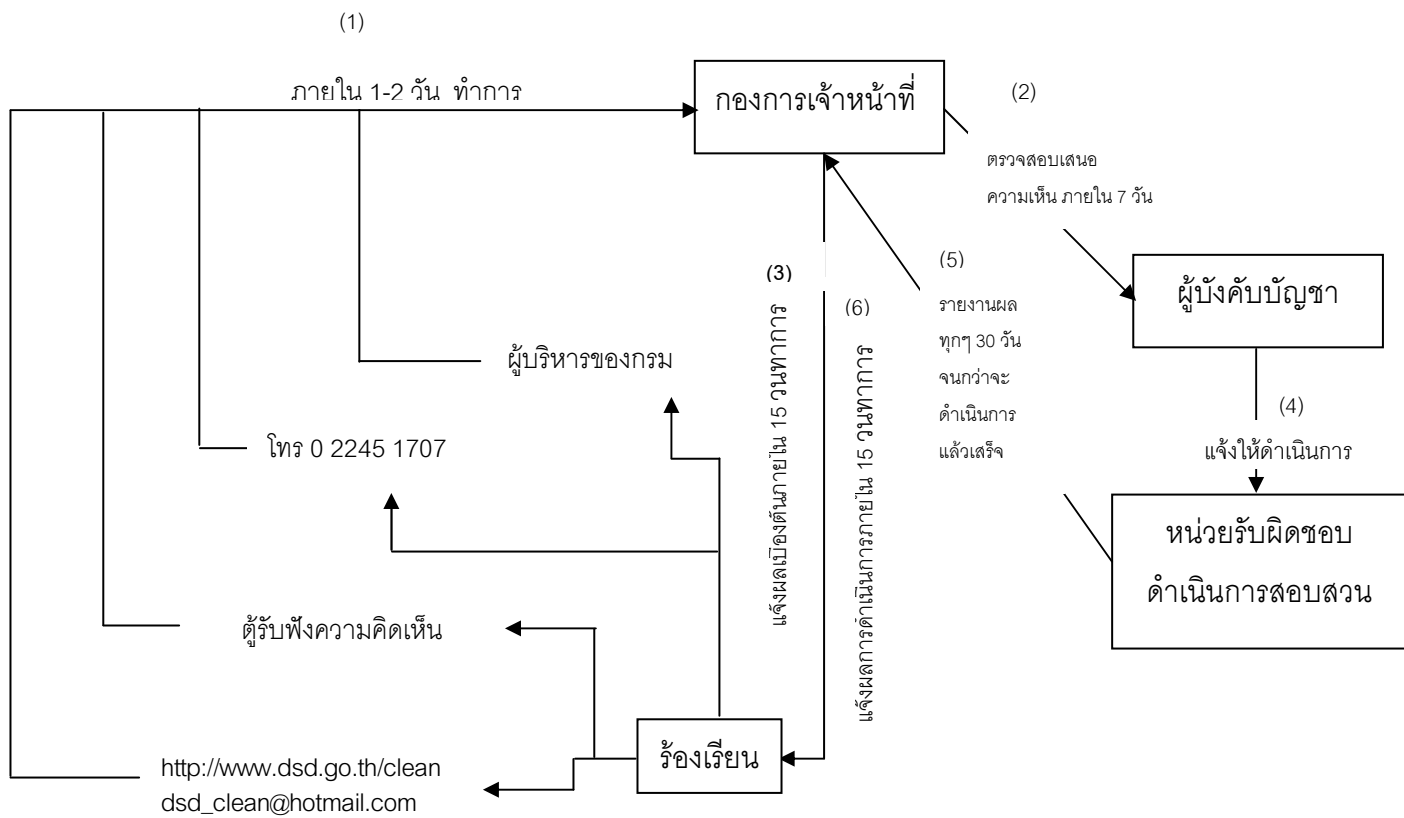 (1)
ภายใน 1-2 วัน ทำการ
กองการเจ้าหน้าที่
(2)
ตรวจสอบเสนอ
ความเห็น ภายใน 7 วัน
ผู้บังคับบัญชา
(3)
แจ้งผลเบื้องต้นภายใน 15 วันทำการ
(6)
แจ้งผลการดำเนินการภายใน 15 วันทำการ
(5)
รายงานผล
ทุกๆ 30 วัน
จนกว่าจะ
ดำเนินการ
แล้วเสร็จ
(4)
แจ้งให้ดำเนินการ
หน่วยรับผิดชอบ
ดำเนินการสอบสวน
ผู้บริหารของกรม
โทร 0 2245 1707
ตู้รับฟังความคิดเห็น
ร้องเรียน
http://www.dsd.go.th/clean
dsd_clean@hotmail.com